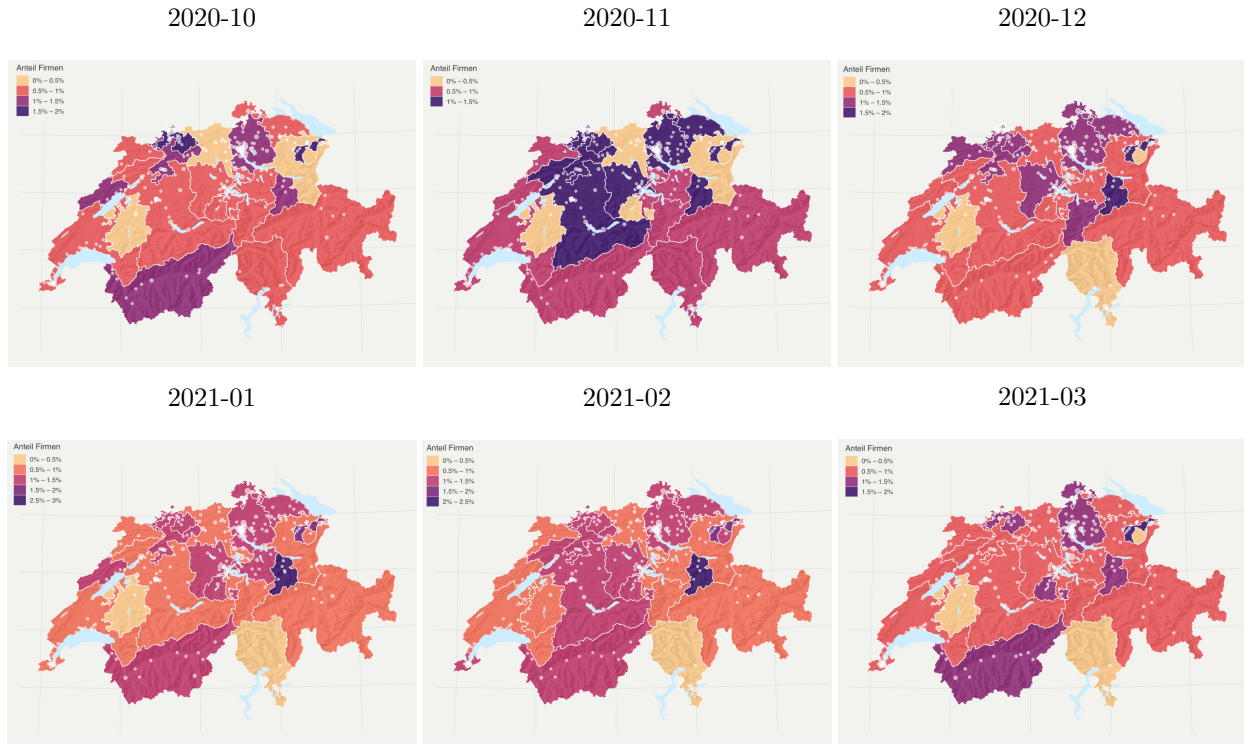 2020-10
2020-11
2020-12
Anteil Firmen
0% – 0.5%
0.5% – 1%
1% – 1.5%
1.5% – 2%
Anteil Firmen
0% – 0.5%
0.5% – 1%
1% – 1.5%
Anteil Firmen
0% – 0.5%
0.5% – 1%
1% – 1.5%
1.5% – 2%
2021-01
2021-02
2021-03
Anteil Firmen
0% – 0.5%
0.5% – 1%
1% – 1.5%
1.5% – 2%
2.5% – 3%
Anteil Firmen
0% – 0.5%
0.5% – 1%
1% – 1.5%
1.5% – 2%
2% – 2.5%
Anteil Firmen
0% – 0.5%
0.5% – 1%
1% – 1.5%
1.5% – 2%